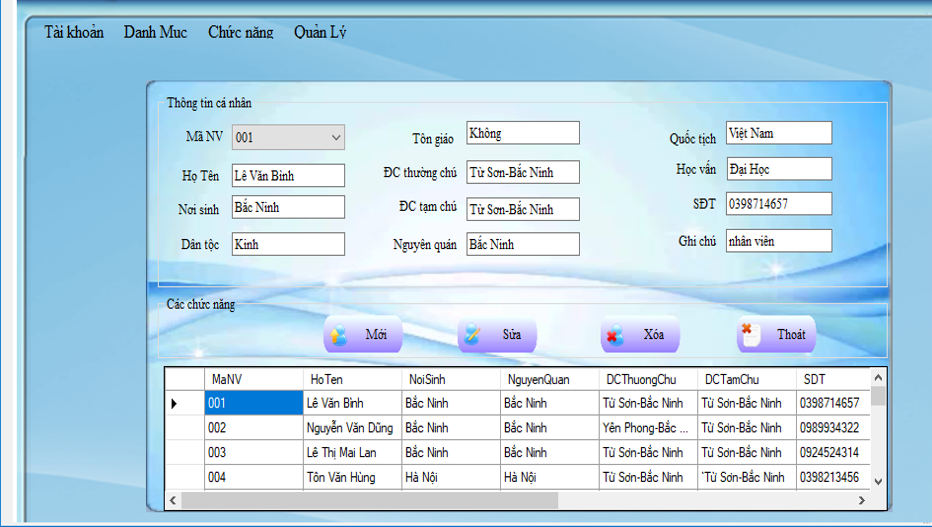 Tài khoản Danh Muc Chức năng Quản Lý
Thông tin cá nhân
Mã NV 001 Tôn giáo Không Quốc tịch Việt Nam
Họ Tên Lê Văn Bình ĐC thường chú Từ Sơn-Bắc Ninh Học vấn Đại Học
Nơi sinh Bắc Ninh ĐC tạm chú Từ Sơn-Bắc Ninh SĐT 0398714657
Dân tộc Kinh Nguyên quán Bắc Ninh Ghi chú nhân viên
Các chức năng
Mới Sửa Xóa Thoát
MaNV HoTen NoiSinh NguyenQuan DCThuongChu DCTamChu SDT
001 Lê Văn Bình Bắc Ninh Bắc Ninh Từ Sơn-Bắc Ninh Từ Sơn-Bắc Ninh 0398714657
002 Nguyễn Văn Dũng Bắc Ninh Bắc Ninh Yên Phong-Bắc ... Từ Sơn-Bắc Ninh 0989934322
003 Lê Thị Mai Lan Bắc Ninh Bắc Ninh Từ Sơn-Bắc Ninh Từ Sơn-Bắc Ninh 0924524314
004 Tôn Văn Hùng Hà Nội Hà Nội Từ Sơn-Bắc Ninh `Từ Sơn-Bắc Ninh 0398213456